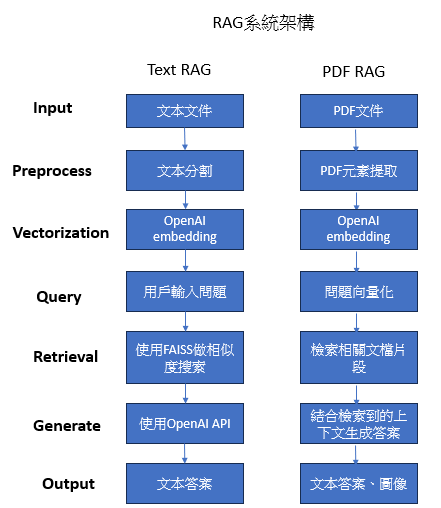 RAG系統架構
Text RAG
PDF RAG
Input
文本文件
PDF文件
Preprocess
文本分割
PDF元素提取
Vectorization
OpenAI
embedding
OpenAI
embedding
Query
用戶輸入問題
問題向量化
Retrieval
使用FAISS做相似
度搜索
檢索相關文檔片
段
Generate
使用OpenAI API
結合檢索到的上
下文生成答案
Output
文本答案
文本答案、圖像